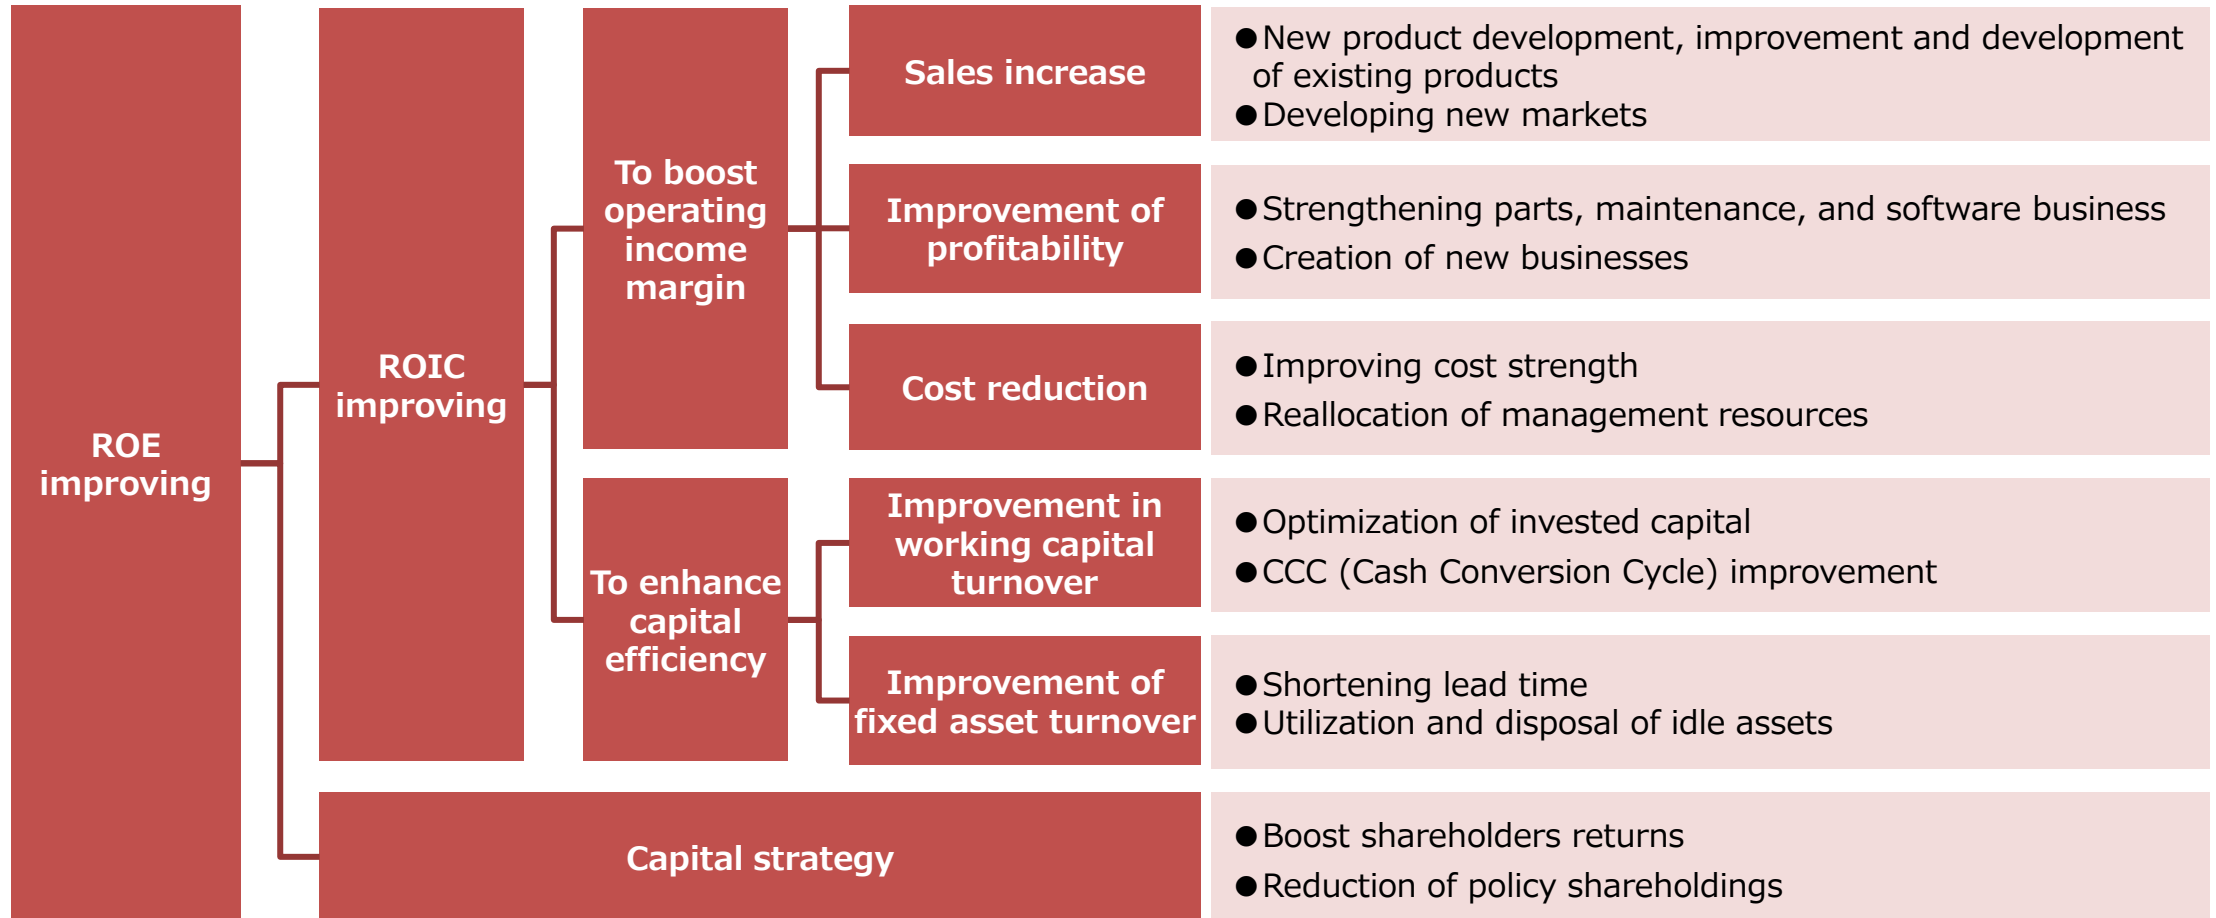 ROE
improving
ROIC
improving
To boost
operating
income
margin
Sales increase
●New product development, improvement and development
of existing products
●Developing new markets
Improvement of
profitability
●Strengthening parts, maintenance, and software business
●Creation of new businesses
Cost reduction
●Improving cost strength
●Reallocation of management resources
To enhance
capital
efficiency
Improvement in
working capital
turnover
●Optimization of invested capital
●CCC (Cash Conversion Cycle) improvement
Improvement of
fixed asset turnover
●Shortening lead time
●Utilization and disposal of idle assets
Capital strategy
●Boost shareholders returns
●Reduction of policy shareholdings